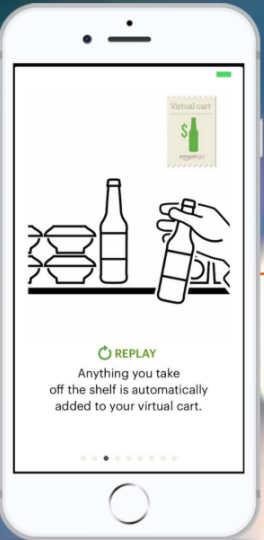 Virtual cart
$
amazon go
REPLAY
Anything you take
off the shelf is automatically
added to your virtual cart.